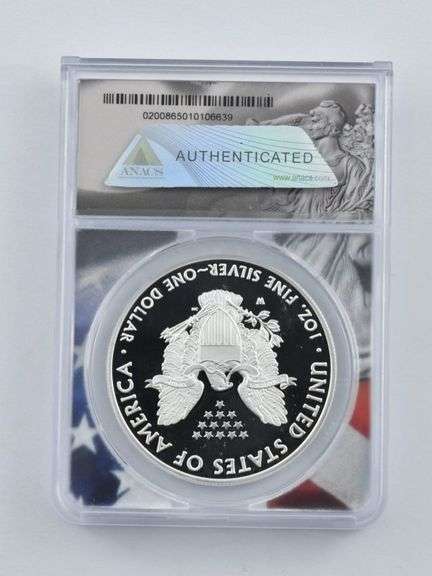 0200865010106639
ANACS
AUTHENTICATED
www.anacs.com
UNITED STATES OF AMERICA
1 OZ. FINE SILVER~ONE DOLLAR
W